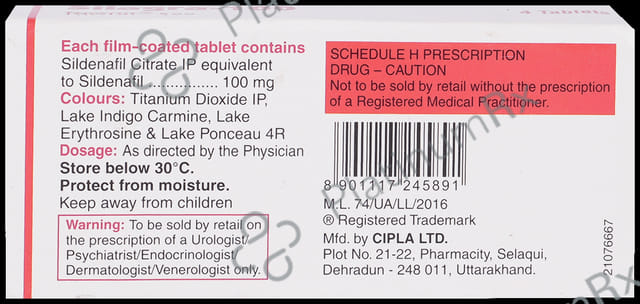 4 Tablets
Each film-coated tablet contains
Sildenafil Citrate IP equivalent
to Sildenafil.............. 100 mg
Colours: Titanium Dioxide IP,
Lake Indigo Carmine, Lake
Erythrosine & Lake Ponceau 4R
Dosage: As directed by the Physician
Store below 30°C.
Protect from moisture.
Keep away from children
Warning: To be sold by retail on
the prescription of a Urologist/
Psychiatrist/Endocrinologist/
Dermatologist/Venerologist only.
SCHEDULE H PRESCRIPTION
DRUG – CAUTION
Not to be sold by retail without the prescription
of a Registered Medical Practitioner.
8 901117 245891
M.L. 74/UA/LL/2016
® Registered Trademark
Mfd. by CIPLA LTD.
Plot No. 21-22, Pharmacity, Selaqui,
Dehradun - 248 011, Uttarakhand.
21076667
PlatinumRx